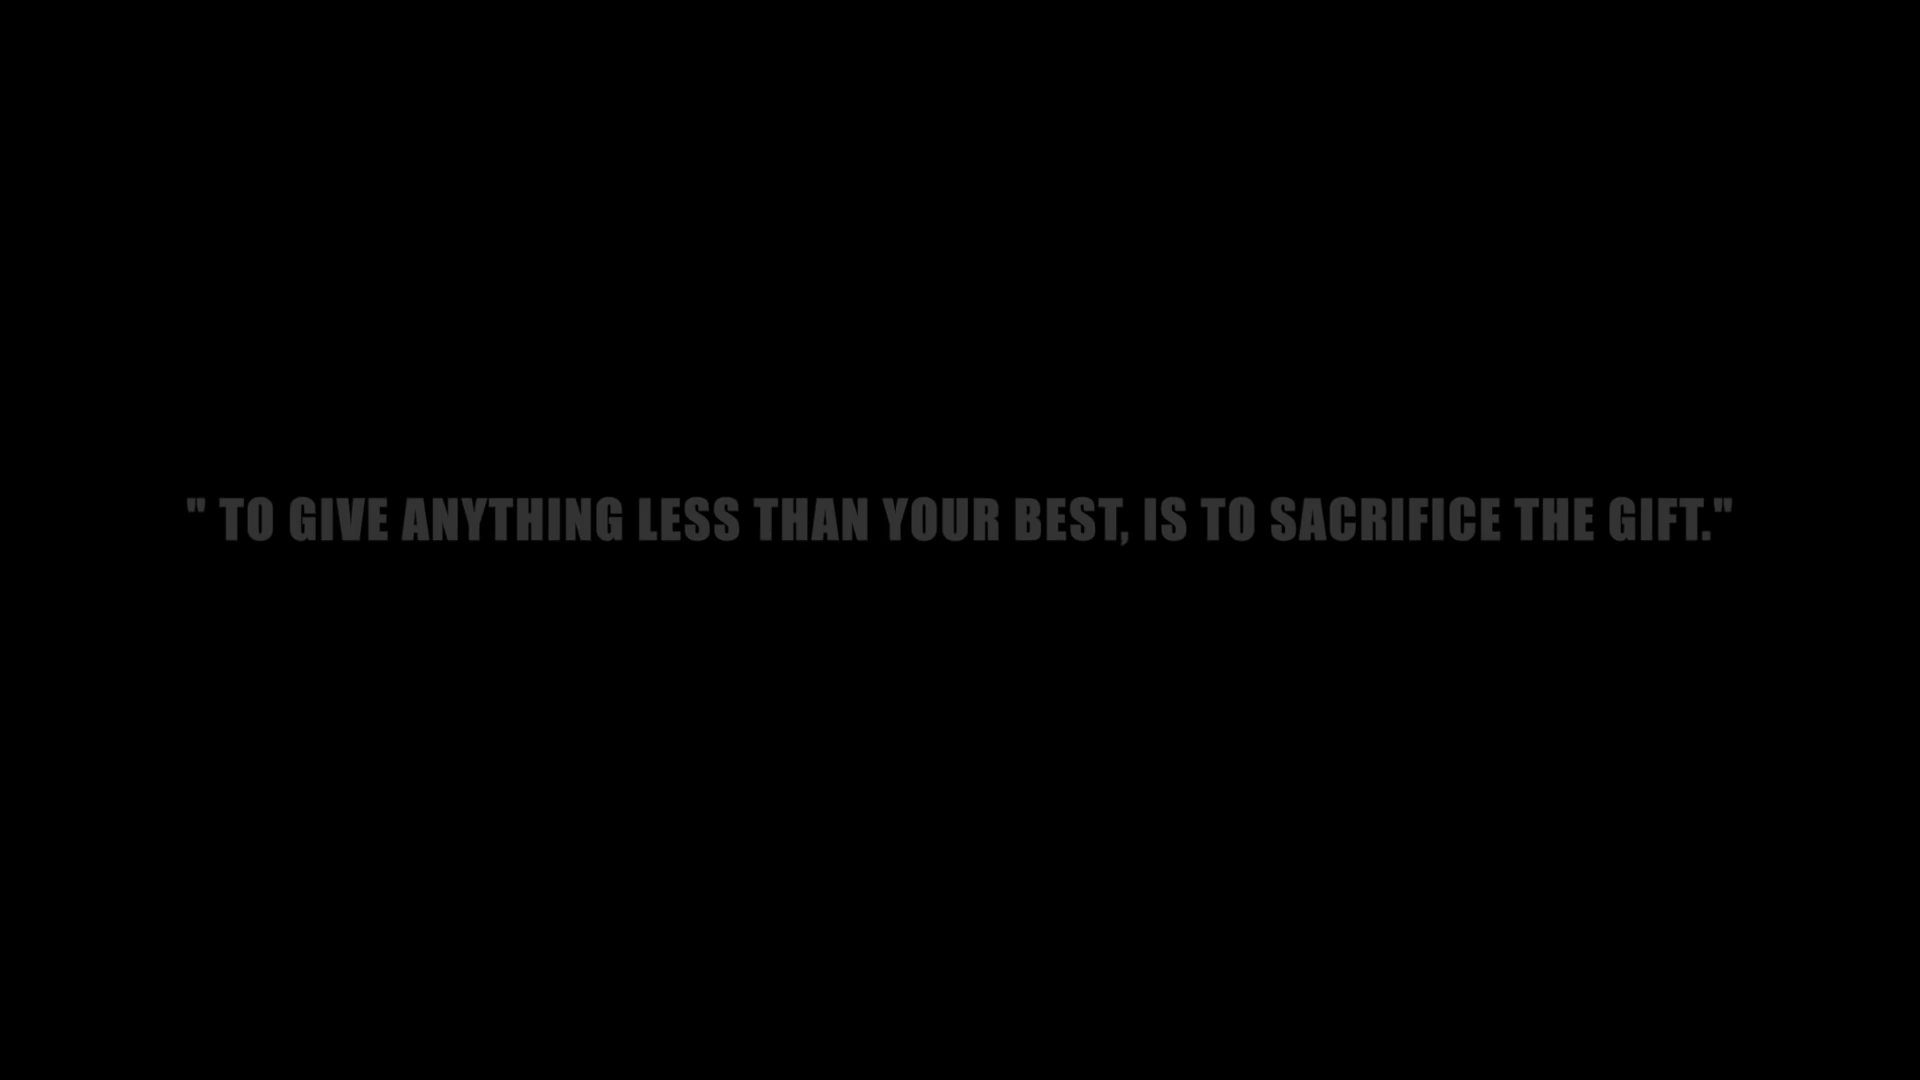 " TO GIVE ANYTHING LESS THAN YOUR BEST, IS TO SACRIFICE THE GIFT."